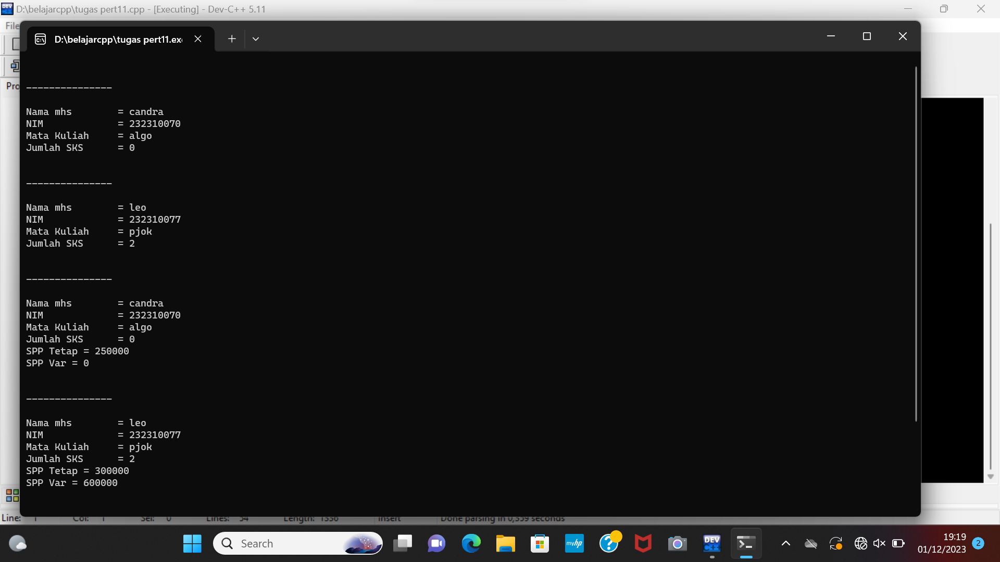 D:\belajarcpp\tugas pert11.cpp - [Executing] - Dev-C++ 5.11
File
D:\belajarcpp\tugas pert11.ex
Pro
---------------
Nama mhs = candra
NIM = 232310070
Mata Kuliah = algo
Jumlah SKS = 0
---------------
Nama mhs = leo
NIM = 232310077
Mata Kuliah = pjok
Jumlah SKS = 2
---------------
Nama mhs = candra
NIM = 232310070
Mata Kuliah = algo
Jumlah SKS = 0
SPP Tetap = 250000
SPP Var = 0
---------------
Nama mhs = leo
NIM = 232310077
Mata Kuliah = pjok
Jumlah SKS = 2
SPP Tetap = 300000
SPP Var = 600000
Line: 1 Col: 1 Sel: 0 Lines: 54 Length: 1336 Insert Done parsing in 0,359 seconds
Search
myhp
DEV C++
19:19
01/12/2023
2